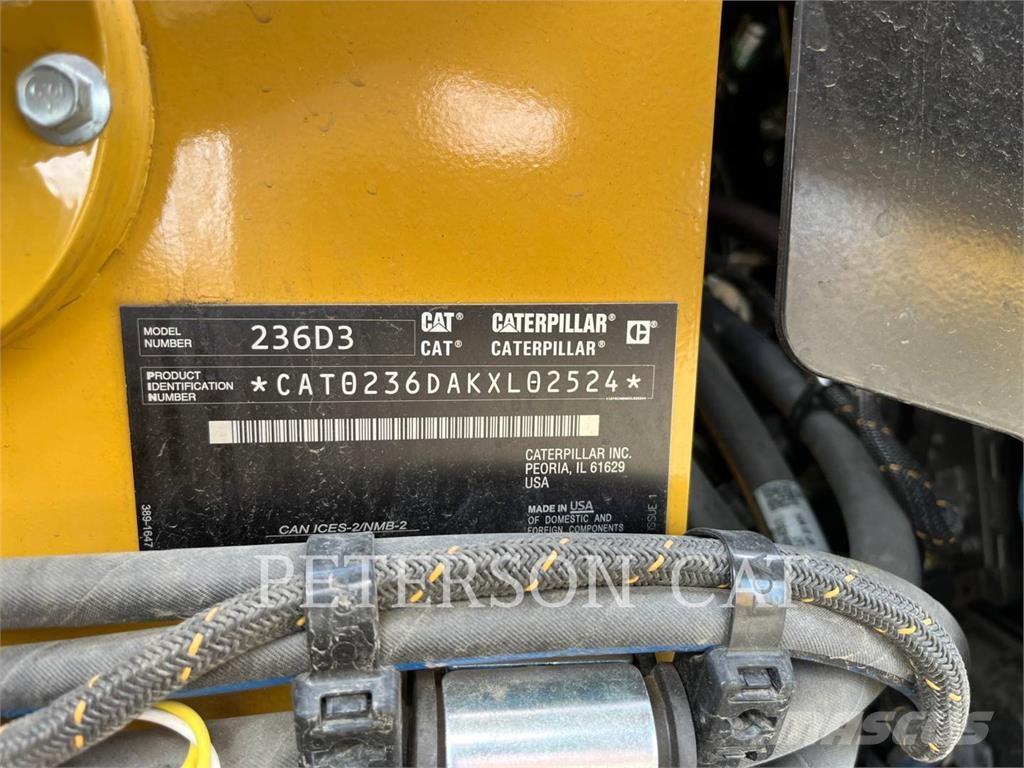 MODEL NUMBER 236D3
CAT® CATERPILLAR®
CAT® CATERPILLAR®
PRODUCT IDENTIFICATION NUMBER *CAT0236DAKXL02524*
CATERPILLAR INC.
PEORIA, IL 61629
USA
MADE IN USA
OF DOMESTIC AND
FOREIGN COMPONENTS
CAN ICES-2/NMB-2
389-1647
ISSUE 1
PETERSON CAT
MASCUS